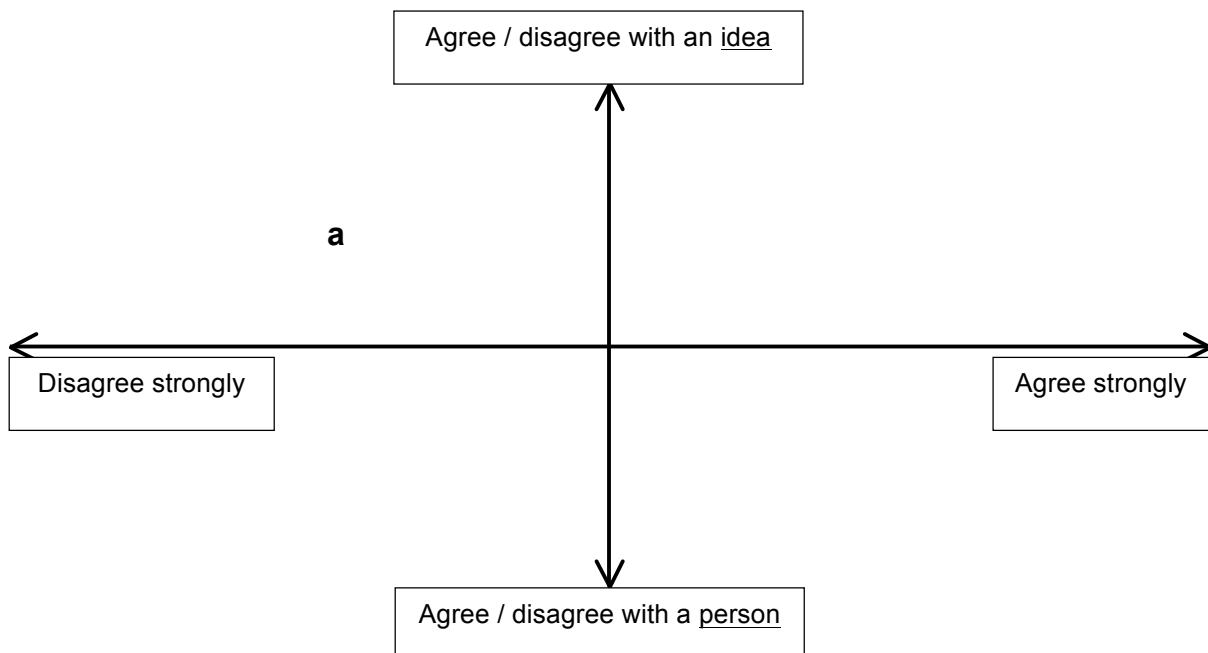 Agree / disagree with an idea
a
Disagree strongly
Agree strongly
Agree / disagree with a person